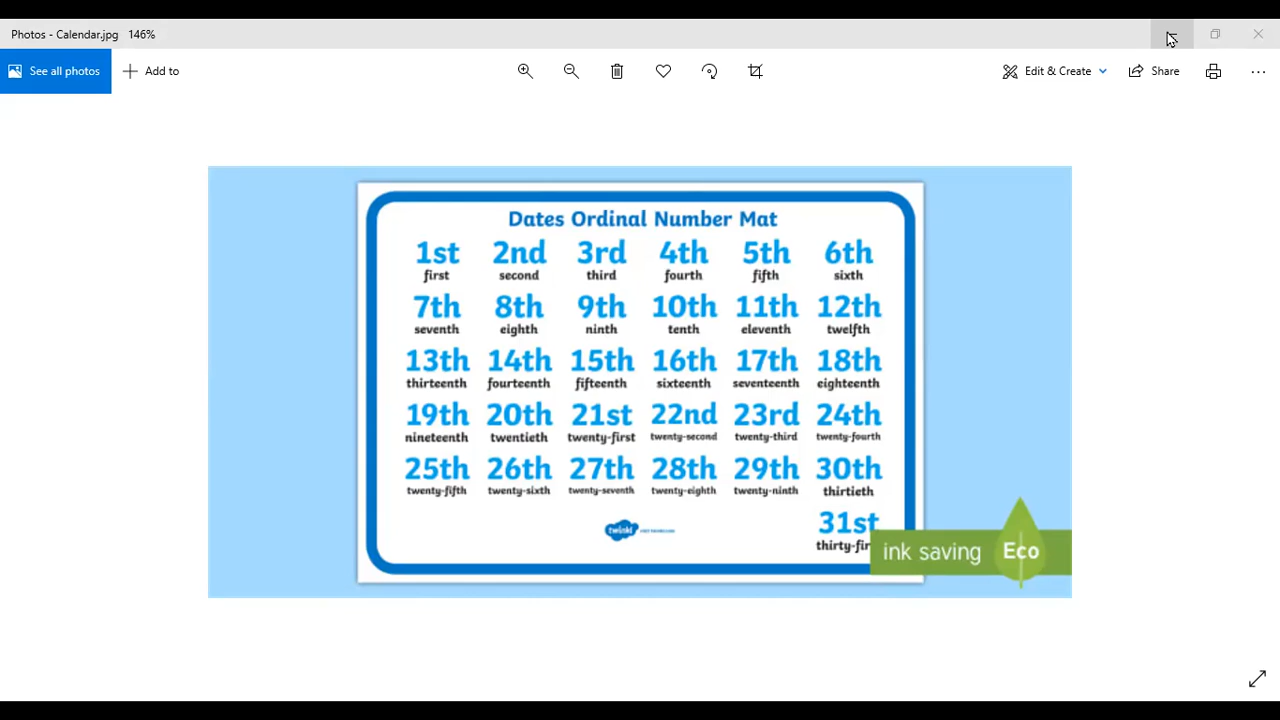 Photos - Calendar.jpg 146%
See all photos
Add to
Edit & Create
Share
Dates Ordinal Number Mat
1st 2nd 3rd 4th 5th 6th
first second third fourth fifth sixth
7th 8th 9th 10th 11th 12th
seventh eighth ninth tenth eleventh twelfth
13th 14th 15th 16th 17th 18th
thirteenth fourteenth fifteenth sixteenth seventeenth eighteenth
19th 20th 21st 22nd 23rd 24th
nineteenth twentieth twenty-first twenty-second twenty-third twenty-fourth
25th 26th 27th 28th 29th 30th
twenty-fifth twenty-sixth twenty-seventh twenty-eighth twenty-ninth thirtieth
31st
thirty-fir
twinkl
ink saving Eco